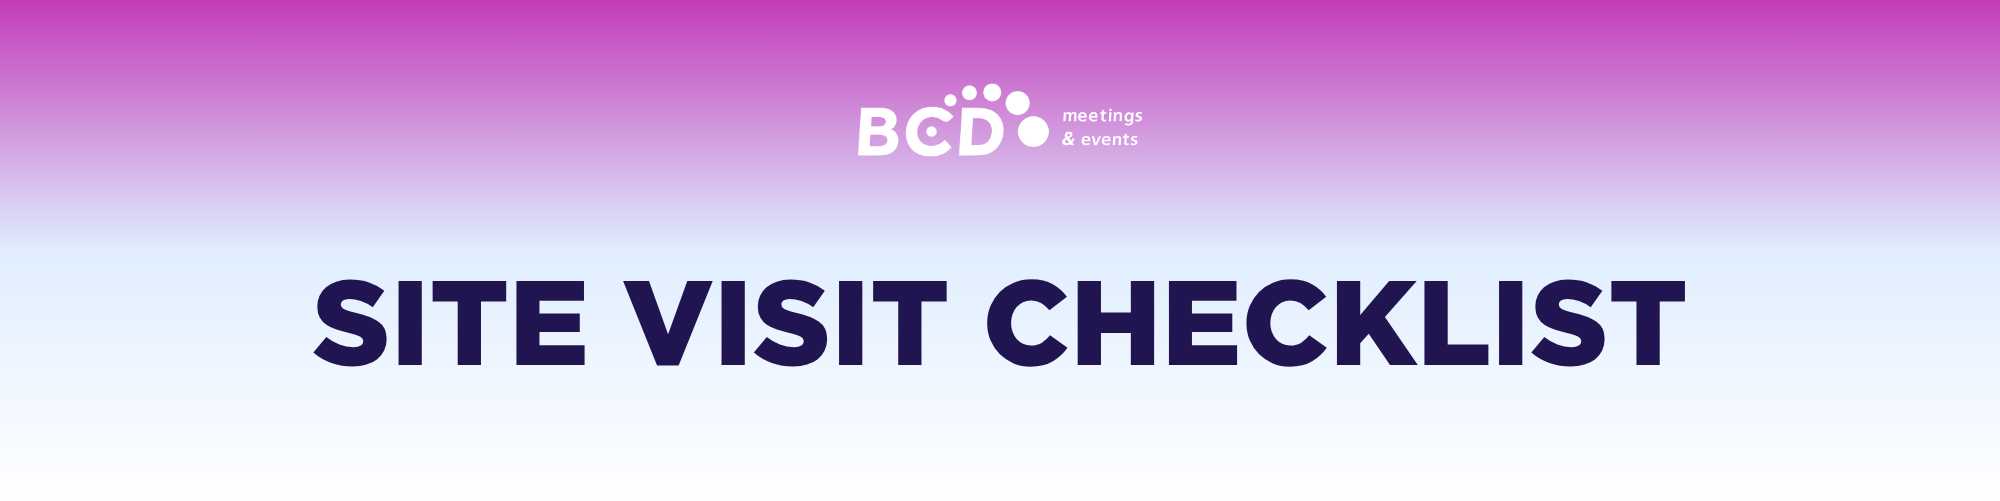 BCD
meetings
& events
SITE VISIT CHECKLIST